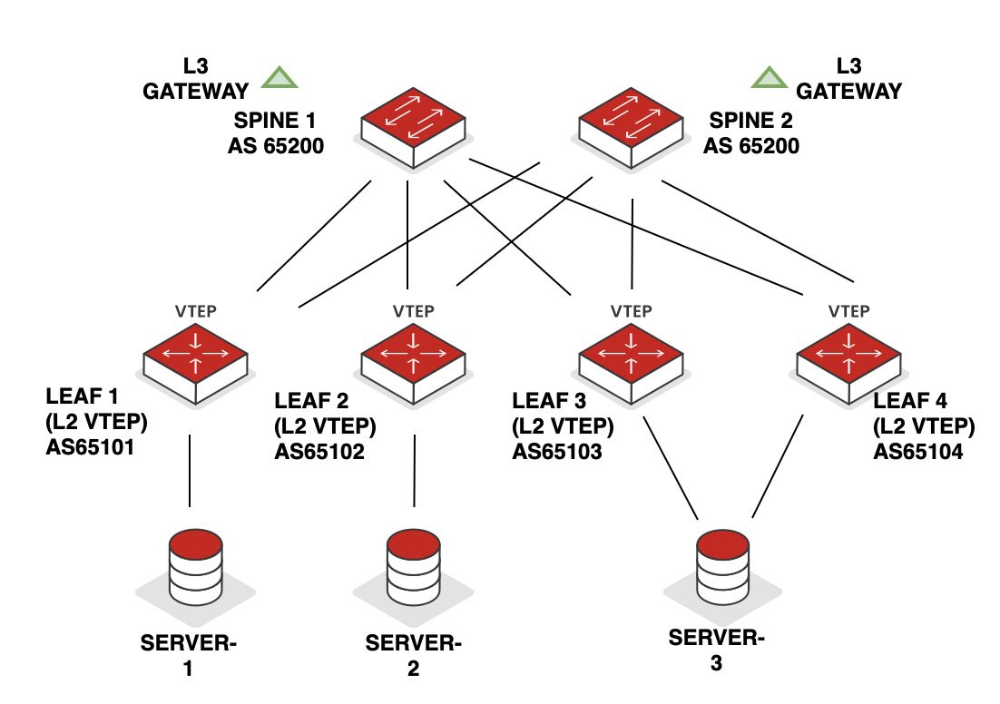 L3
GATEWAY
SPINE 1
AS 65200
L3
GATEWAY
SPINE 2
AS 65200
VTEP
VTEP
VTEP
VTEP
LEAF 1
(L2 VTEP)
AS65101
LEAF 2
(L2 VTEP)
AS65102
LEAF 3
(L2 VTEP)
AS65103
LEAF 4
(L2 VTEP)
AS65104
SERVER-
1
SERVER-
2
SERVER-
3